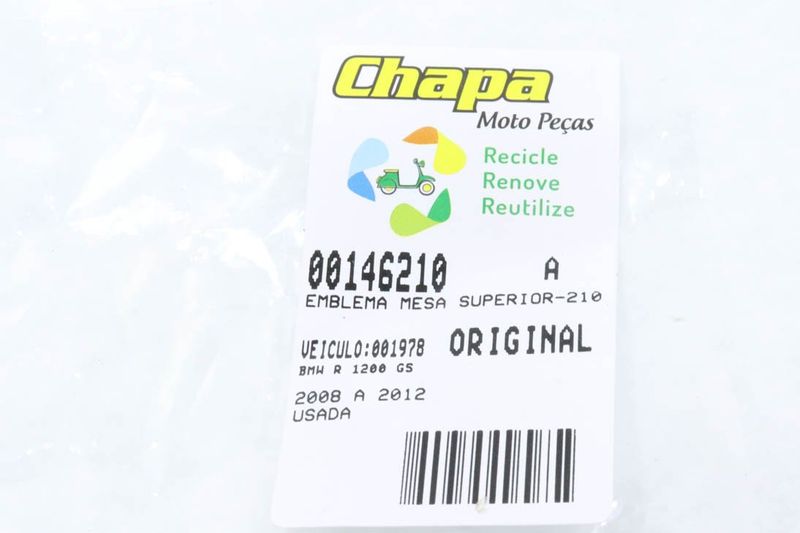 Chapa
Moto Peças
Recicle
Renove
Reutilize
00146210 A
EMBLEMA MESA SUPERIOR-210
VEICULO:001978 ORIGINAL
BMW R 1200 GS
2008 A 2012
USADA